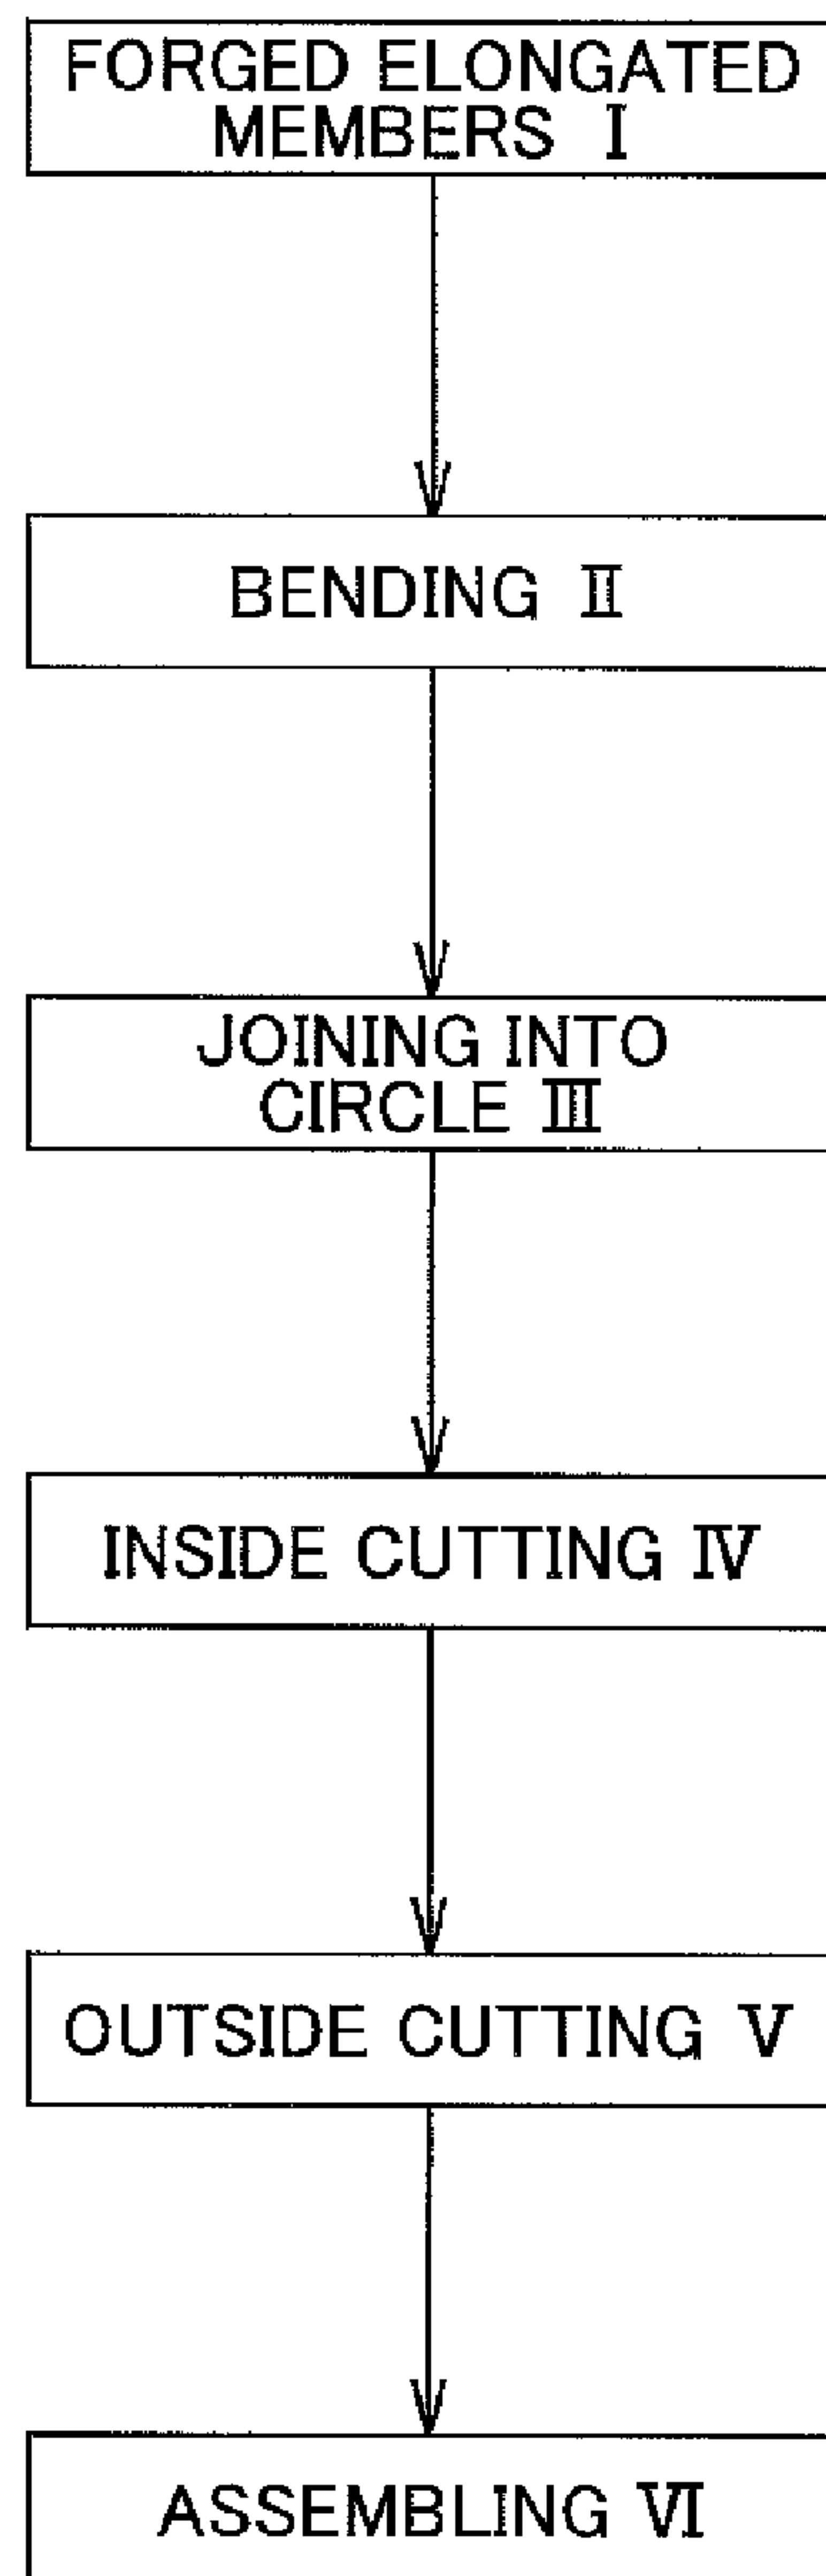 FORGED ELONGATED
MEMBERS Ⅰ
BENDING Ⅱ
JOINING INTO
CIRCLE Ⅲ
INSIDE CUTTING Ⅳ
OUTSIDE CUTTING Ⅴ
ASSEMBLING Ⅵ